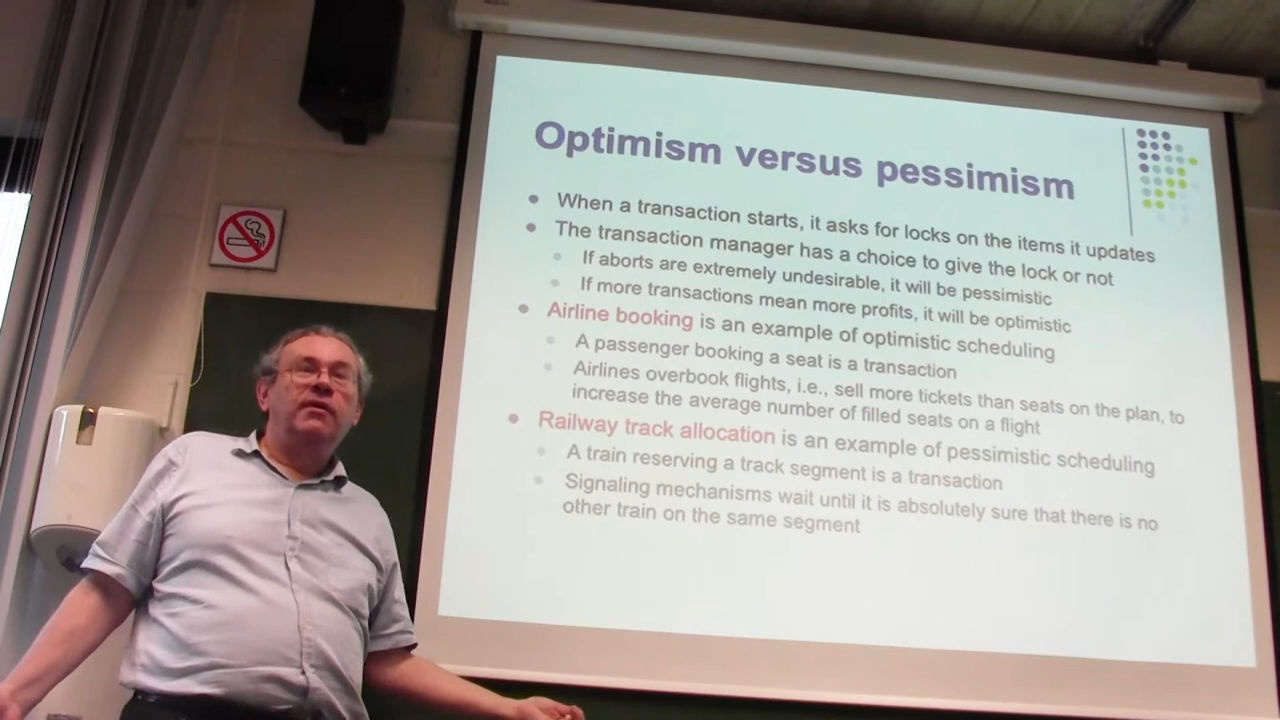 Optimism versus pessimism
When a transaction starts, it asks for locks on the items it updates
The transaction manager has a choice to give the lock or not
If aborts are extremely undesirable, it will be pessimistic
If more transactions mean more profits, it will be optimistic
Airline booking is an example of optimistic scheduling
A passenger booking a seat is a transaction
Airlines overbook flights, i.e., sell more tickets than seats on the plan, to
increase the average number of filled seats on a flight
Railway track allocation is an example of pessimistic scheduling
A train reserving a track segment is a transaction
Signaling mechanisms wait until it is absolutely sure that there is no
other train on the same segment